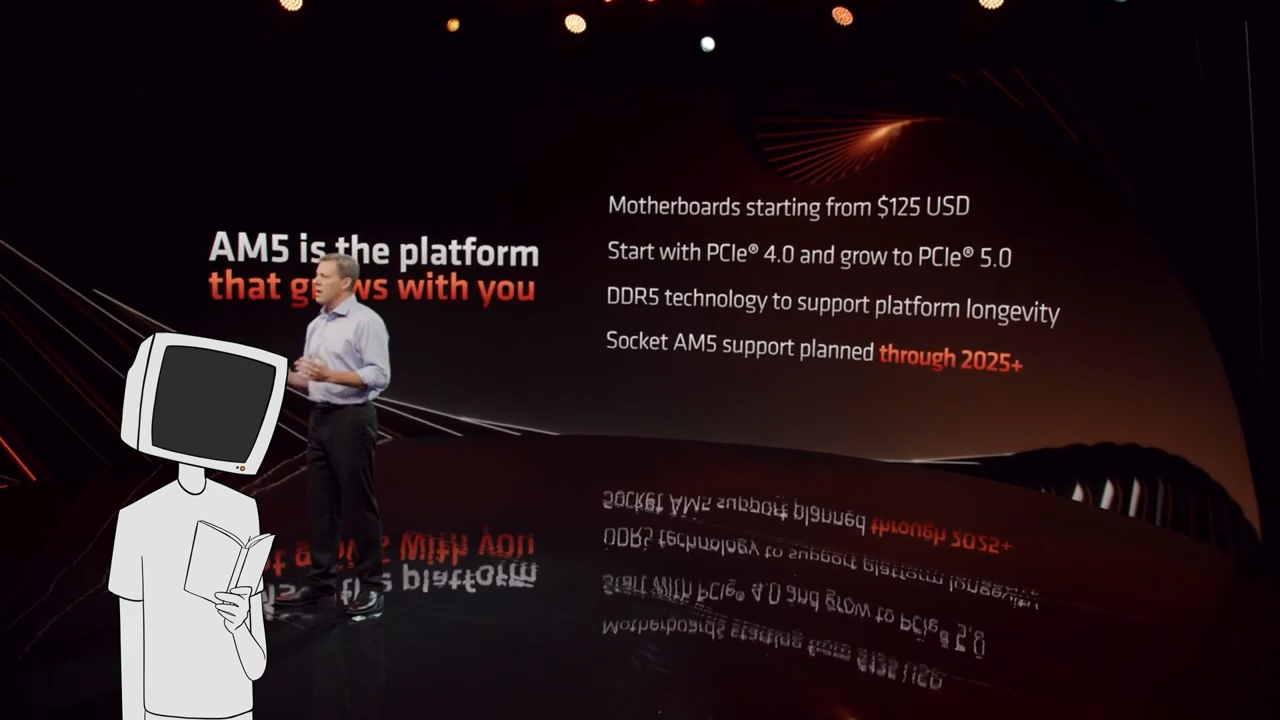 AM5 is the platform
that grows with you
Motherboards starting from $125 USD
Start with PCIe® 4.0 and grow to PCIe® 5.0
DDR5 technology to support platform longevity
Socket AM5 support planned through 2025+